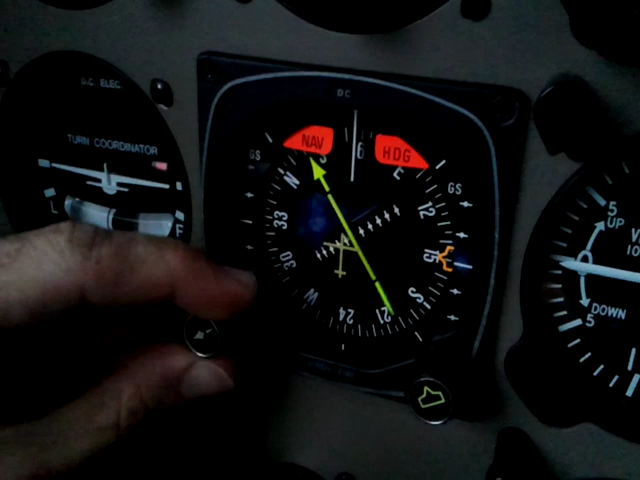 D.C. ELEC.
TURN COORDINATOR
L
DC
NAV
HDG
GS
GS
N
6
E
12
15
S
21
24
W
30
33
5
UP
DOWN
5